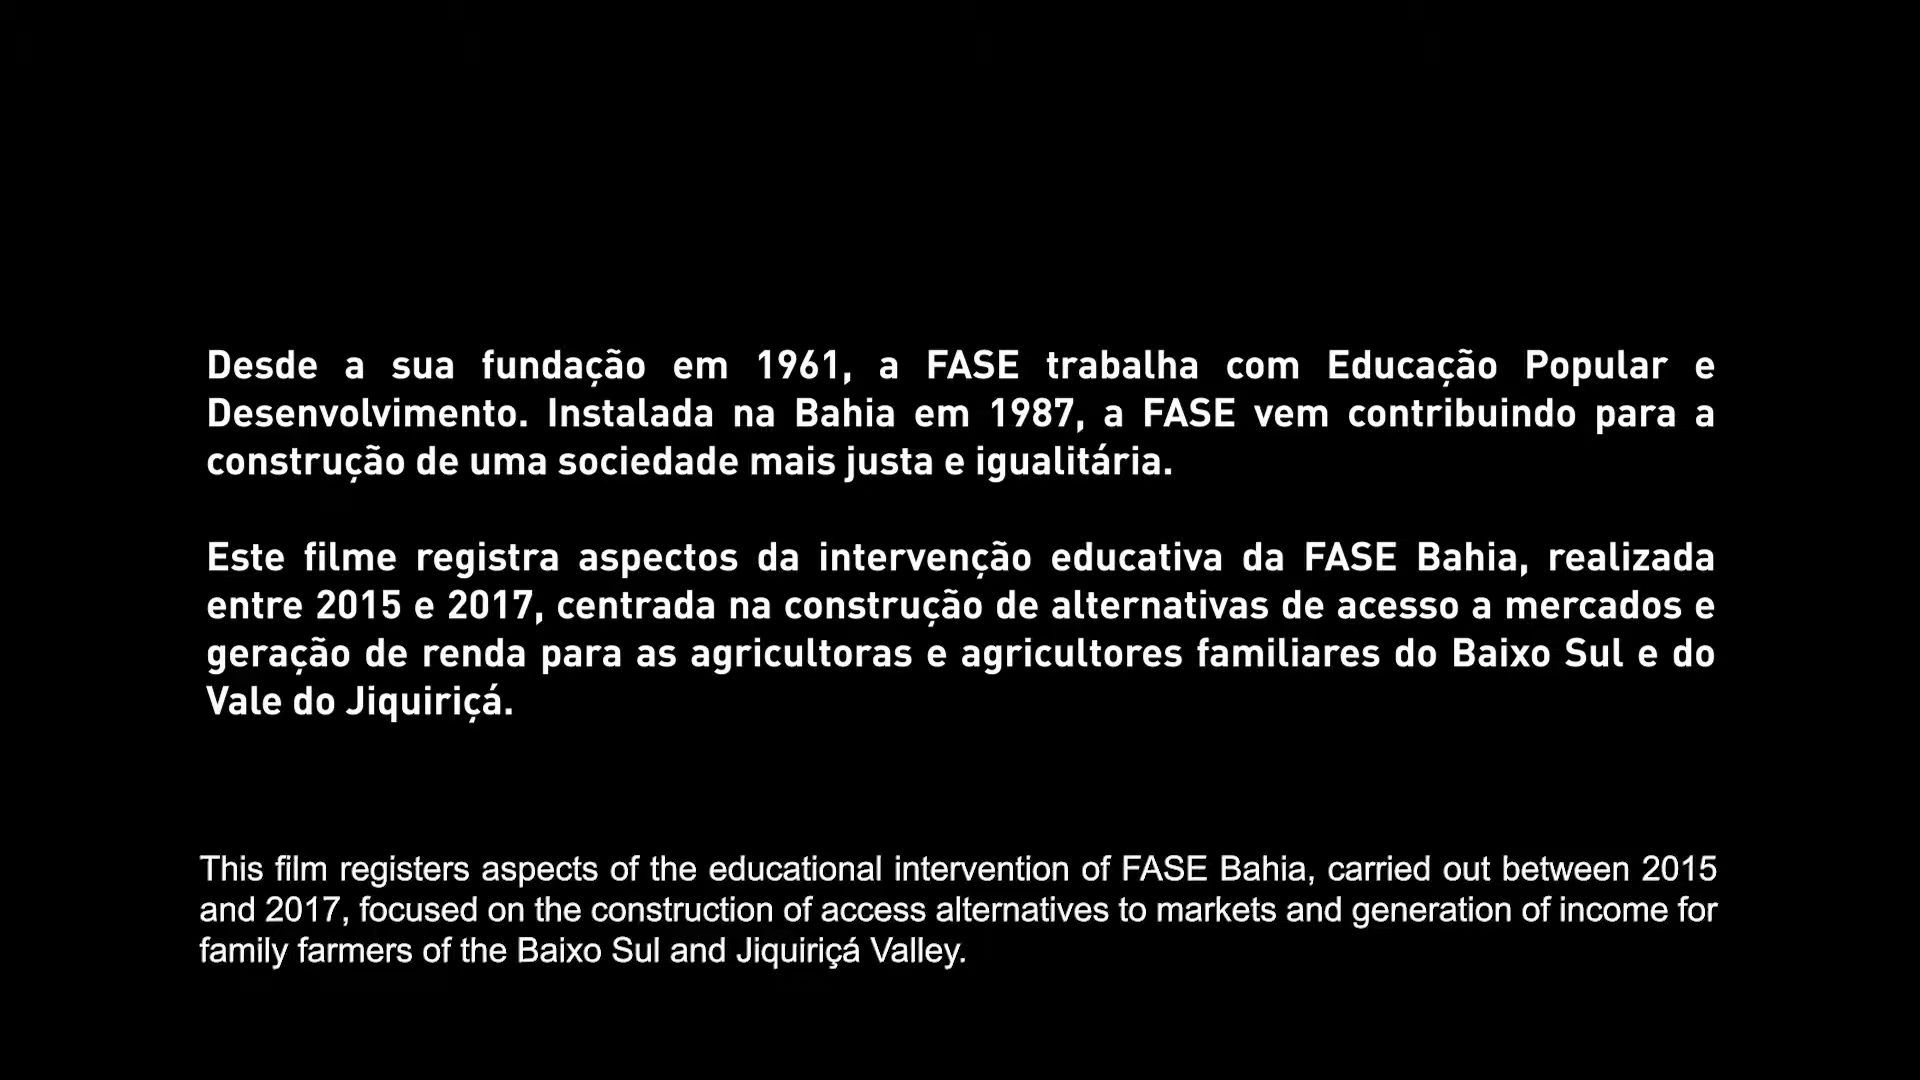 Desde a sua fundação em 1961, a FASE trabalha com Educação Popular e
Desenvolvimento. Instalada na Bahia em 1987, a FASE vem contribuindo para a
construção de uma sociedade mais justa e igualitária.
Este filme registra aspectos da intervenção educativa da FASE Bahia, realizada
entre 2015 e 2017, centrada na construção de alternativas de acesso a mercados e
geração de renda para as agricultoras e agricultores familiares do Baixo Sul e do
Vale do Jiquiriçá.
This film registers aspects of the educational intervention of FASE Bahia, carried out between 2015
and 2017, focused on the construction of access alternatives to markets and generation of income for
family farmers of the Baixo Sul and Jiquiriçá Valley.